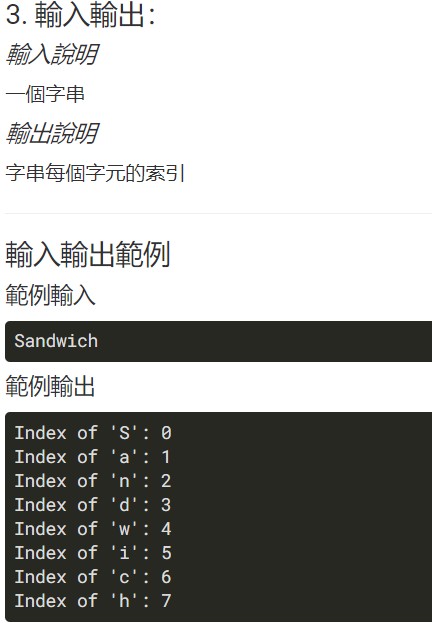 3. 輸入輸出：
輸入說明
一個字串
輸出說明
字串每個字元的索引
輸入輸出範例
範例輸入
Sandwich
範例輸出
Index of 'S': 0
Index of 'a': 1
Index of 'n': 2
Index of 'd': 3
Index of 'w': 4
Index of 'i': 5
Index of 'c': 6
Index of 'h': 7